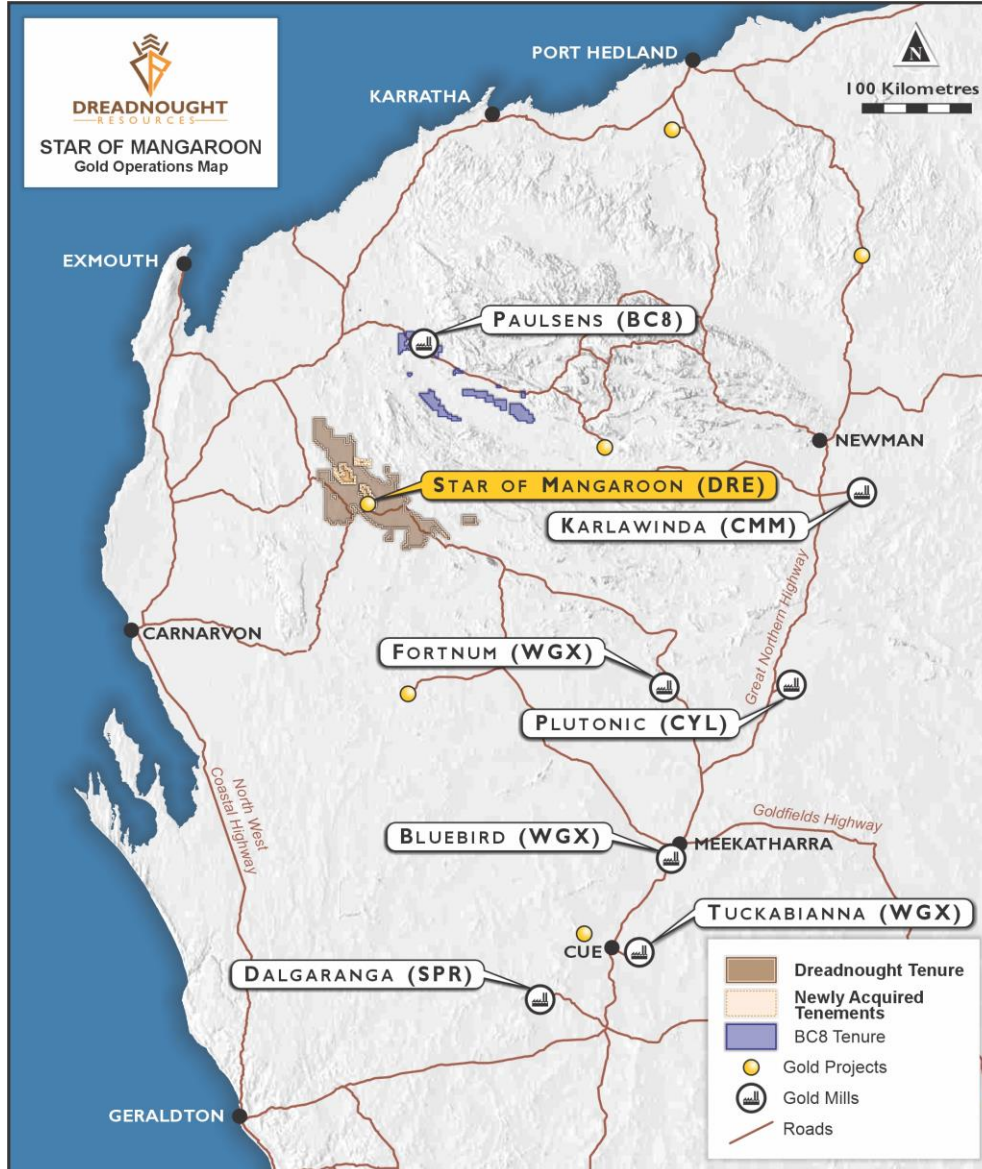 DREADNOUGHT
RESOURCES
STAR OF MANGAROON
Gold Operations Map
PORT HEDLAND
N
100 Kilometres
KARRATHA
EXMOUTH
PAULSENS (BC8)
NEWMAN
STAR OF MANGAROON (DRE)
KARLAWINDA (CMM)
Great Northern Highway
CARNARVON
FORTNUM (WGX)
PLUTONIC (CYL)
North West
Coastal Highway
Goldfields Highway
BLUEBIRD (WGX)
MEEKATHARRA
TUCKABIANNA (WGX)
CUE
DALGARANGA (SPR)
GERALDTON
Dreadnought Tenure
Newly Acquired
Tenements
BC8 Tenure
Gold Projects
Gold Mills
Roads